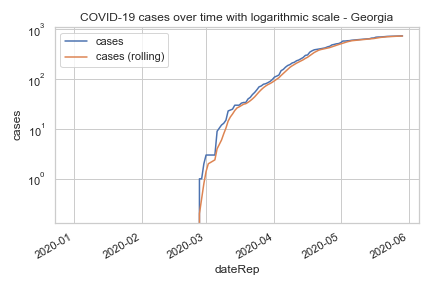 COVID-19 cases over time with logarithmic scale - Georgia
cases
cases (rolling)
10³
10²
10¹
10⁰
cases
2020-01
2020-02
2020-03
2020-04
2020-05
2020-06
dateRep